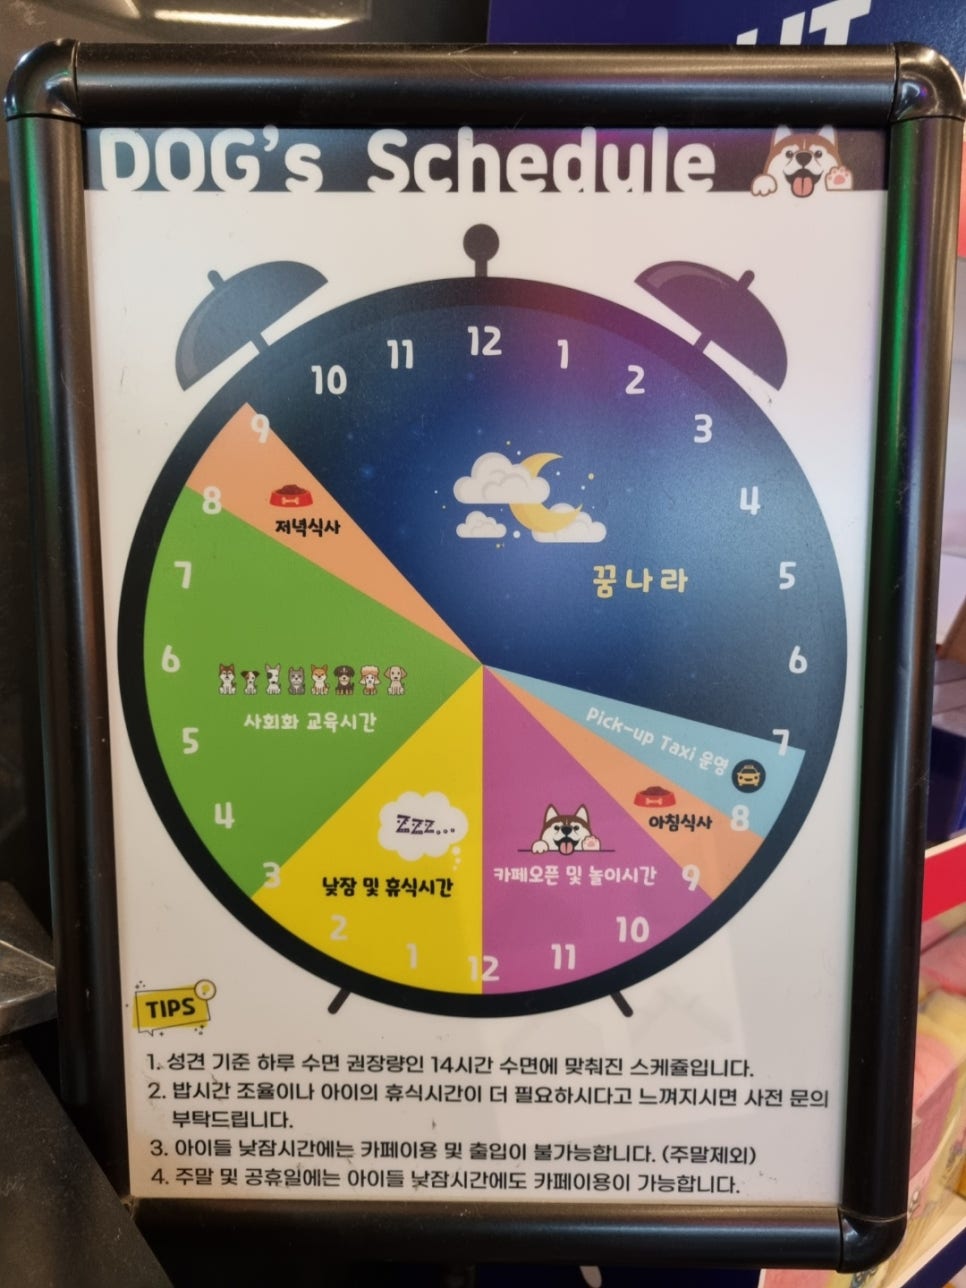 DOG's Schedule
12
11
1
10
2
9
3
8
4
저녁식사
7
5
꿈나라
6
6
사회화 교육시간
Pick-up Taxi 운영
5
7
4
zzz...
아침식사
8
3
낮잠 및 휴식시간
카페오픈 및 놀이시간
9
2
10
1
12
11
TIPS
1. 성견 기준 하루 수면 권장량인 14시간 수면에 맞춰진 스케쥴입니다.
2. 밥시간 조율이나 아이의 휴식시간이 더 필요하시다고 느껴지시면 사전 문의
부탁드립니다.
3. 아이들 낮잠시간에는 카페이용 및 출입이 불가능합니다. (주말제외)
4. 주말 및 공휴일에는 아이들 낮잠시간에도 카페이용이 가능합니다.